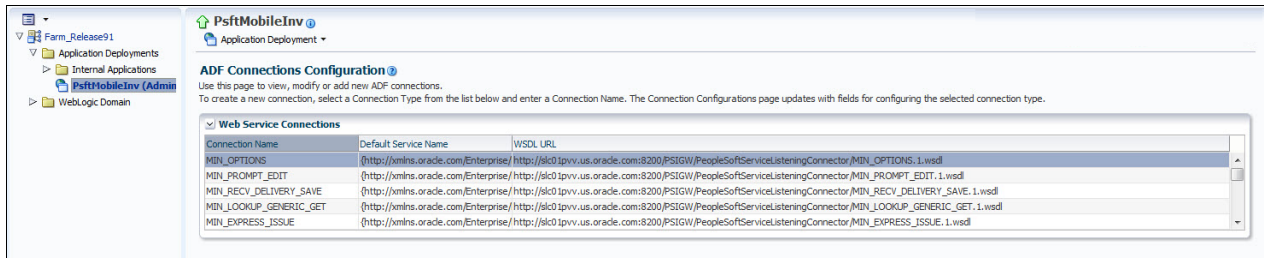 Farm_Release91
Application Deployments
Internal Applications
PsftMobileInv (Admin
WebLogic Domain
PsftMobileInv
Application Deployment
ADF Connections Configuration
Use this page to view, modify or add new ADF connections.
To create a new connection, select a Connection Type from the list below and enter a Connection Name. The Connection Configurations page updates with fields for configuring the selected connection type.
Web Service Connections
Connection Name Default Service Name WSDL URL
MIN_OPTIONS {http://xmlns.oracle.com/Enterprise/ http://slc01pvv.us.oracle.com:8200/PSIGW/PeopleSoftServiceListeningConnector/MIN_OPTIONS.1.wsdl
MIN_PROMPT_EDIT {http://xmlns.oracle.com/Enterprise/ http://slc01pvv.us.oracle.com:8200/PSIGW/PeopleSoftServiceListeningConnector/MIN_PROMPT_EDIT.1.wsdl
MIN_RECV_DELIVERY_SAVE {http://xmlns.oracle.com/Enterprise/ http://slc01pvv.us.oracle.com:8200/PSIGW/PeopleSoftServiceListeningConnector/MIN_RECV_DELIVERY_SAVE.1.wsdl
MIN_LOOKUP_GENERIC_GET {http://xmlns.oracle.com/Enterprise/ http://slc01pvv.us.oracle.com:8200/PSIGW/PeopleSoftServiceListeningConnector/MIN_LOOKUP_GENERIC_GET.1.wsdl
MIN_EXPRESS_ISSUE {http://xmlns.oracle.com/Enterprise/ http://slc01pvv.us.oracle.com:8200/PSIGW/PeopleSoftServiceListeningConnector/MIN_EXPRESS_ISSUE.1.wsdl